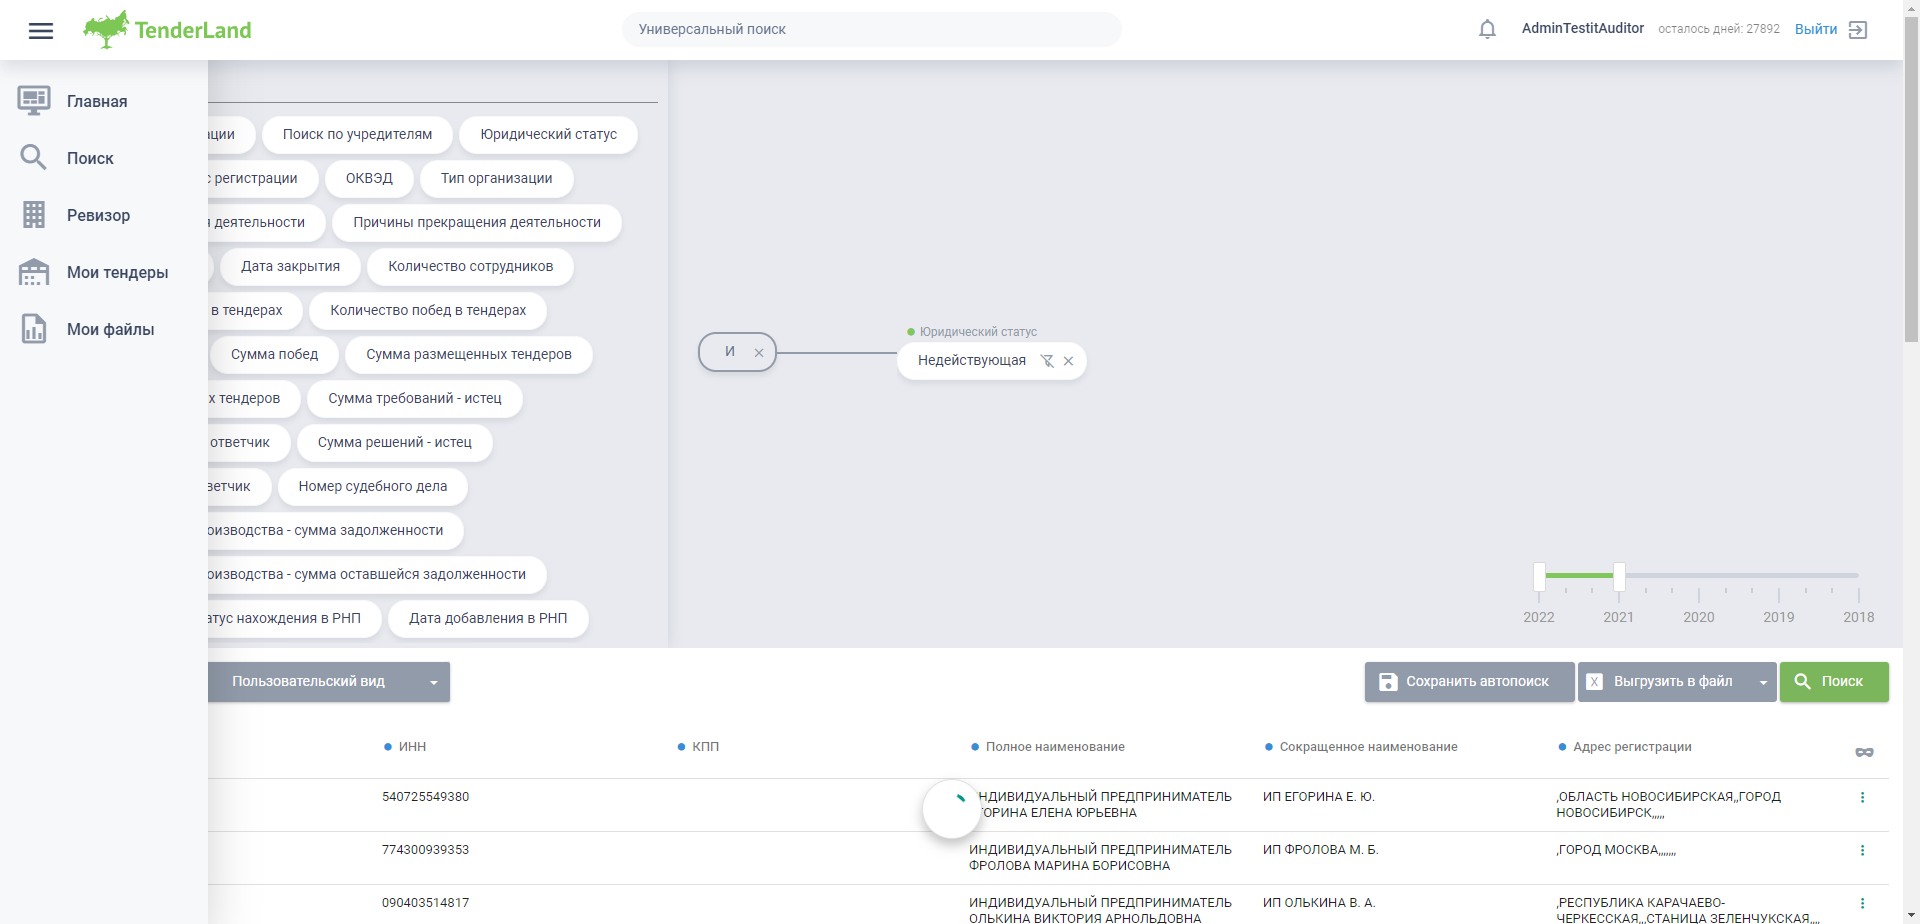 TenderLand
Универсальный поиск
AdminTestitAuditor
осталось дней: 27892
Выйти
Главная
Поиск
Ревизор
Мои тендеры
Мои файлы
ации
Поиск по учредителям
Юридический статус
с регистрации
ОКВЭД
Тип организации
я деятельности
Причины прекращения деятельности
Дата закрытия
Количество сотрудников
в тендерах
Количество побед в тендерах
Сумма побед
Сумма размещенных тендеров
х тендеров
Сумма требований - истец
ответчик
Сумма решений - истец
ветчик
Номер судебного дела
оизводства - сумма задолженности
оизводства - сумма оставшейся задолженности
атус нахождения в РНП
Дата добавления в РНП
И
Юридический статус
Недействующая
2022
2021
2020
2019
2018
Пользовательский вид
Сохранить автопоиск
X Выгрузить в файл
Поиск
ИНН
КПП
Полное наименование
Сокращенное наименование
Адрес регистрации
540725549380
НДИВИДУАЛЬНЫЙ ПРЕДПРИНИМАТЕЛЬ
ГОРИНА ЕЛЕНА ЮРЬЕВНА
ИП ЕГОРИНА Е. Ю.
,ОБЛАСТЬ НОВОСИБИРСКАЯ,,ГОРОД
НОВОСИБИРСК,,,,,
774300939353
ИНДИВИДУАЛЬНЫЙ ПРЕДПРИНИМАТЕЛЬ
ФРОЛОВА МАРИНА БОРИСОВНА
ИП ФРОЛОВА М. Б.
,ГОРОД МОСКВА,,,,,,,
090403514817
ИНДИВИДУАЛЬНЫЙ ПРЕДПРИНИМАТЕЛЬ
ОЛЬКИНА ВИКТОРИЯ АРНОЛЬДОВНА
ИП ОЛЬКИНА В. А.
,РЕСПУБЛИКА КАРАЧАЕВО-
ЧЕРКЕССКАЯ,,,СТАНИЦА ЗЕЛЕНЧУКСКАЯ,,,,